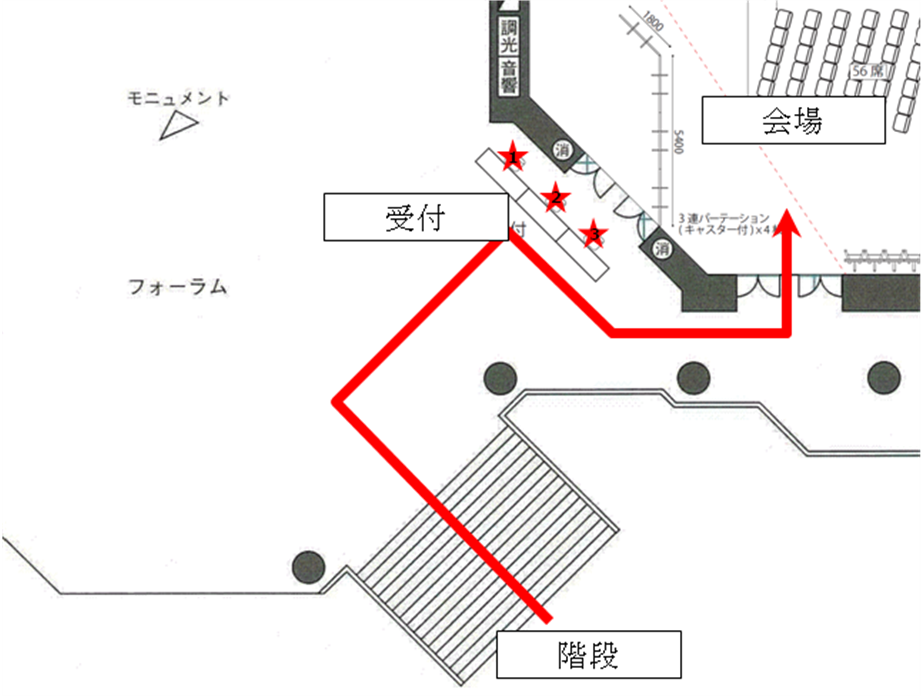 調光
音響
1800
56席
モニュメント
会場
消
1
5400
2
受付
付
3
3連パーテーション
(キャスター付)x4
消
フォーラム
階段